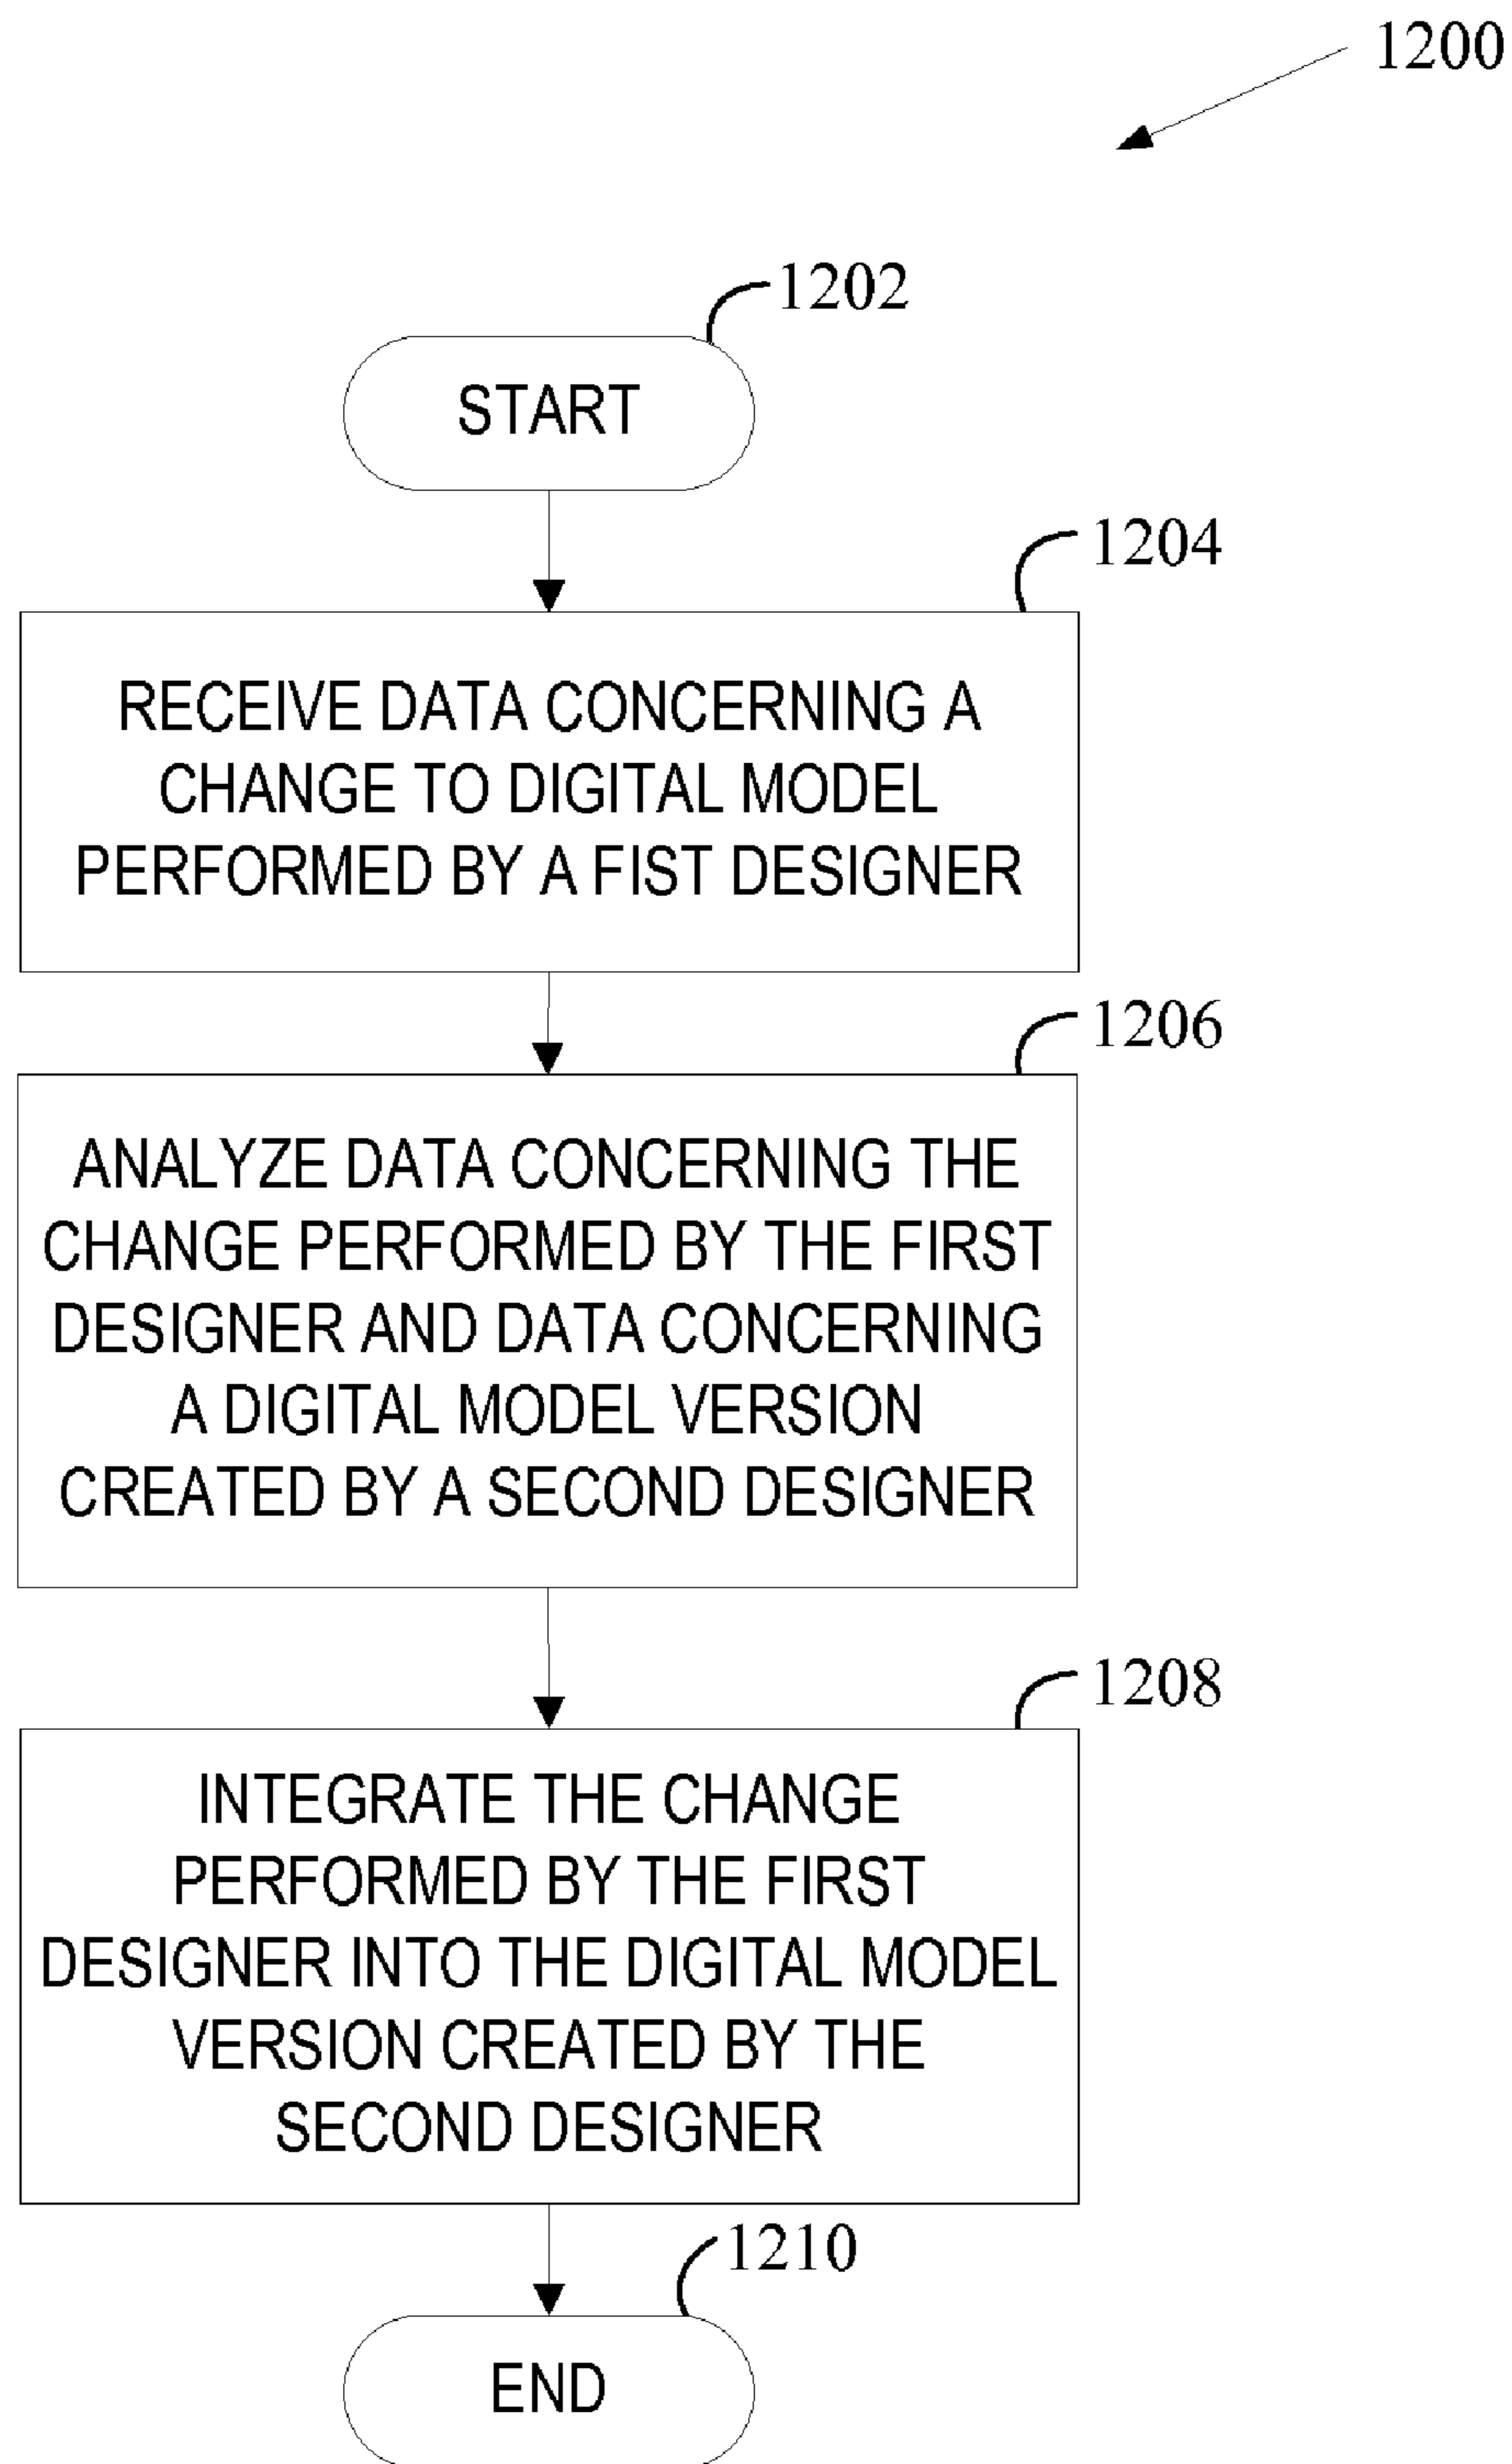 1200
1202
START
1204
RECEIVE DATA CONCERNING A
CHANGE TO DIGITAL MODEL
PERFORMED BY A FIST DESIGNER
1206
ANALYZE DATA CONCERNING THE
CHANGE PERFORMED BY THE FIRST
DESIGNER AND DATA CONCERNING
A DIGITAL MODEL VERSION
CREATED BY A SECOND DESIGNER
1208
INTEGRATE THE CHANGE
PERFORMED BY THE FIRST
DESIGNER INTO THE DIGITAL MODEL
VERSION CREATED BY THE
SECOND DESIGNER
1210
END